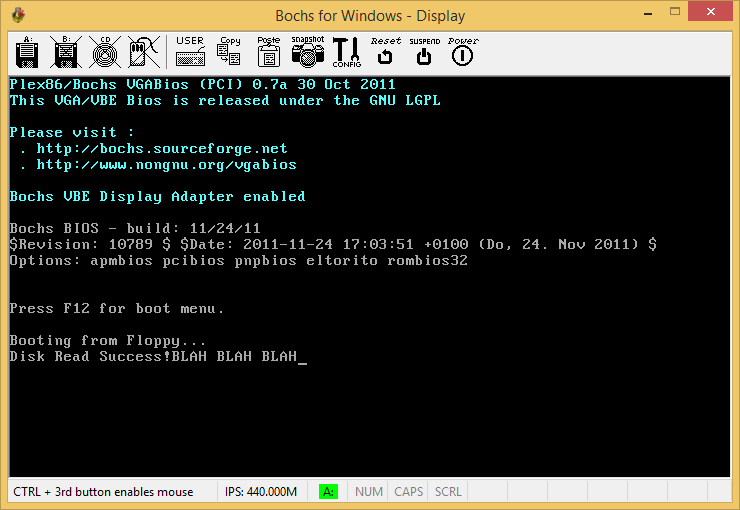 Bochs for Windows - Display
A: B: CD USER Copy Poste snapshot CONFIG Reset SUSPEND Power
Plex86/Bochs VGABios (PCI) 0.7a 30 Oct 2011
This VGA/VBE Bios is released under the GNU LGPL
Please visit :
. http://bochs.sourceforge.net
. http://www.nongnu.org/vgabios
Bochs VBE Display Adapter enabled
Bochs BIOS - build: 11/24/11
$Revision: 10789 $ $Date: 2011-11-24 17:03:51 +0100 (Do, 24. Nov 2011) $
Options: apmbios pcibios pnpbios eltorito rombios32
Press F12 for boot menu.
Booting from Floppy...
Disk Read Success!BLAH BLAH BLAH_
CTRL + 3rd button enables mouse IPS: 440.000M A: NUM CAPS SCRL